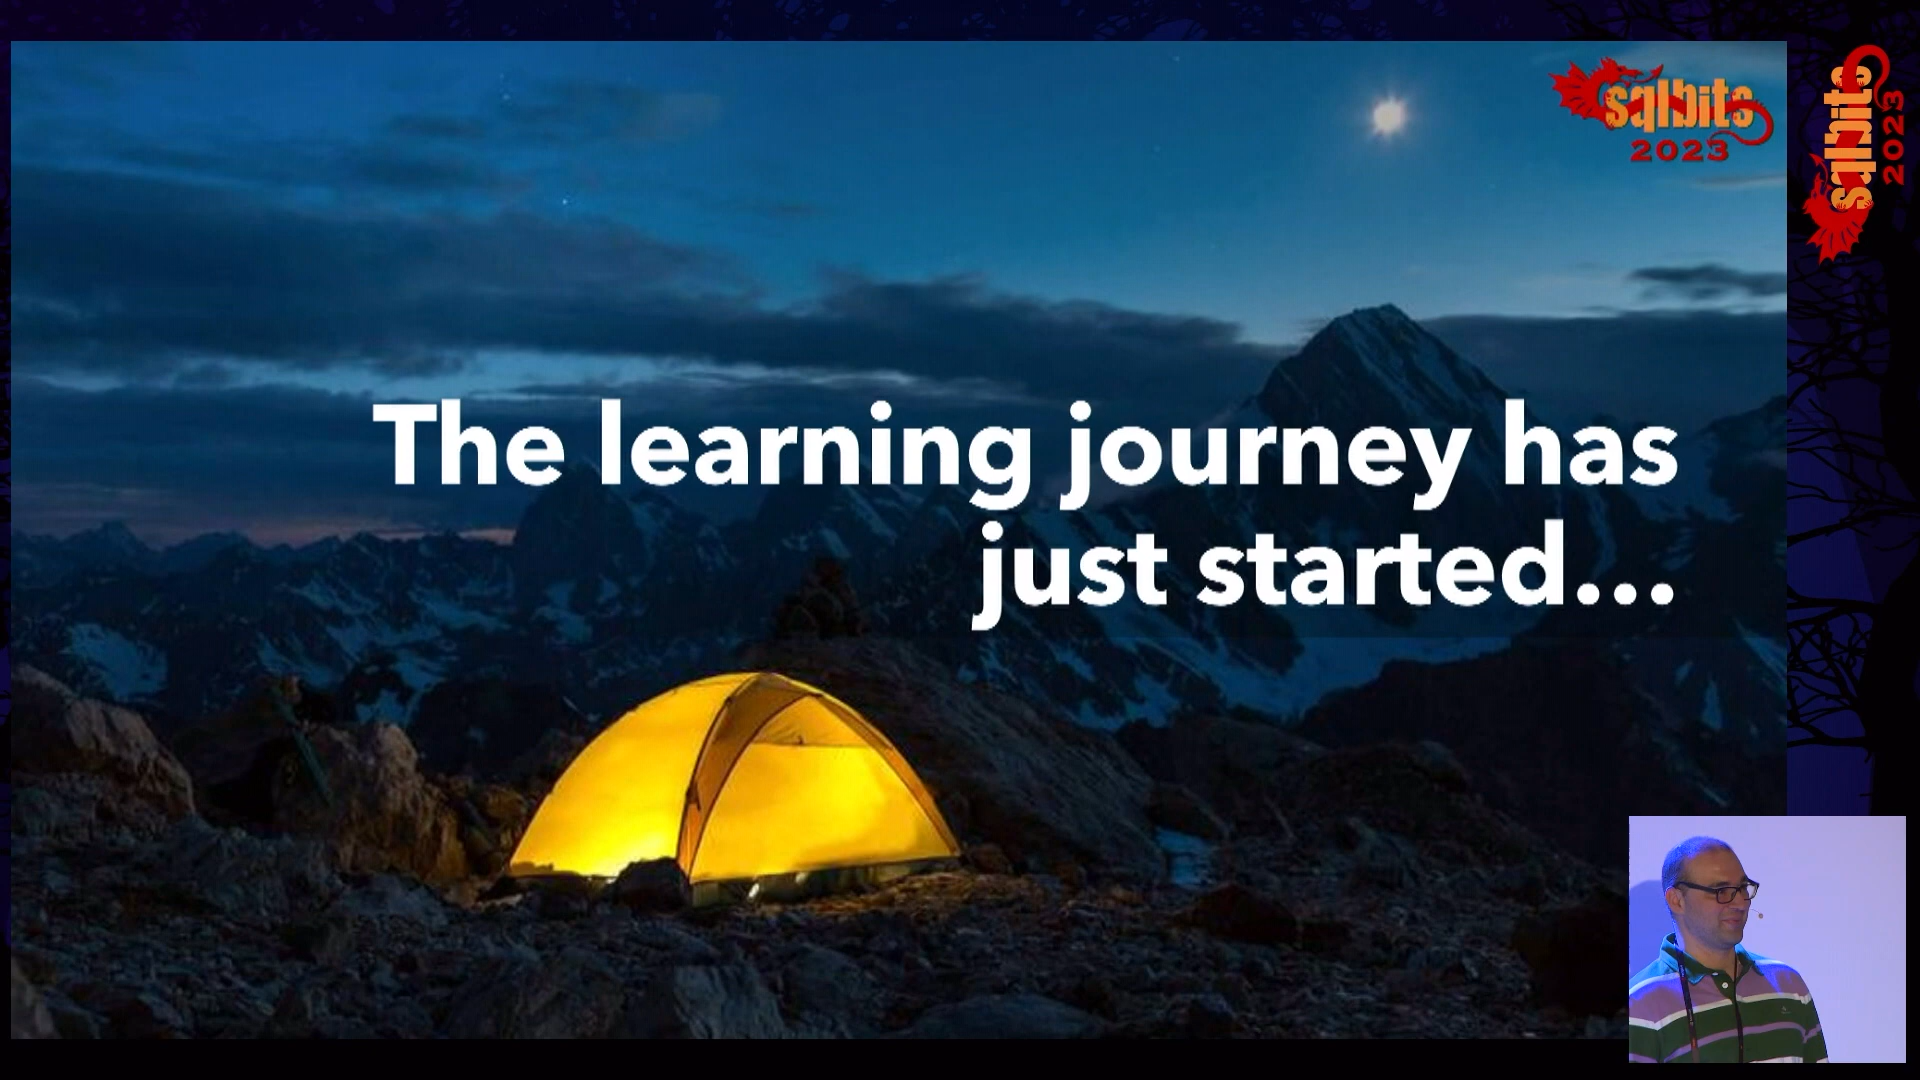 sqlbits
2023
The learning journey has
just started...
sqlbits
2023